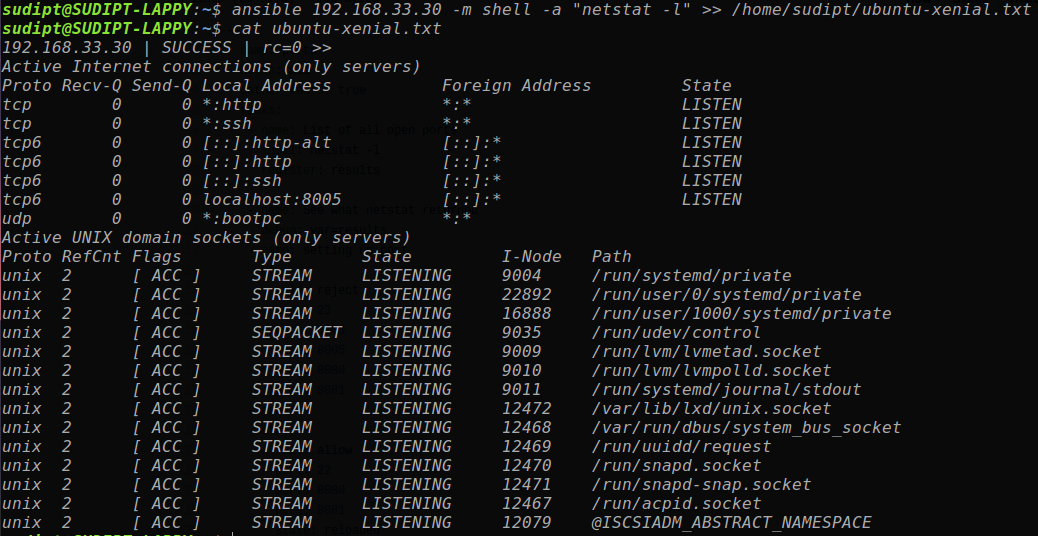 sudipt@SUDIPT-LAPPY:~$ ansible 192.168.33.30 -m shell -a "netstat -l" >> /home/sudipt/ubuntu-xenial.txt
sudipt@SUDIPT-LAPPY:~$ cat ubuntu-xenial.txt
192.168.33.30 | SUCCESS | rc=0 >>
Active Internet connections (only servers)
Proto Recv-Q Send-Q Local Address           Foreign Address         State
tcp        0      0 *:http                  *:*                     LISTEN
tcp        0      0 *:ssh                   *:*                     LISTEN
tcp6       0      0 [::]:http-alt           [::]:*                  LISTEN
tcp6       0      0 [::]:http               [::]:*                  LISTEN
tcp6       0      0 [::]:ssh                [::]:*                  LISTEN
tcp6       0      0 localhost:8005          [::]:*                  LISTEN
udp        0      0 *:bootpc                *:*
Active UNIX domain sockets (only servers)
Proto RefCnt Flags       Type       State         I-Node   Path
unix  2      [ ACC ]     STREAM     LISTENING     9004     /run/systemd/private
unix  2      [ ACC ]     STREAM     LISTENING     22892    /run/user/0/systemd/private
unix  2      [ ACC ]     STREAM     LISTENING     16888    /run/user/1000/systemd/private
unix  2      [ ACC ]     SEQPACKET  LISTENING     9035     /run/udev/control
unix  2      [ ACC ]     STREAM     LISTENING     9009     /run/lvm/lvmetad.socket
unix  2      [ ACC ]     STREAM     LISTENING     9010     /run/lvm/lvmpolld.socket
unix  2      [ ACC ]     STREAM     LISTENING     9011     /run/systemd/journal/stdout
unix  2      [ ACC ]     STREAM     LISTENING     12472    /var/lib/lxd/unix.socket
unix  2      [ ACC ]     STREAM     LISTENING     12468    /var/run/dbus/system_bus_socket
unix  2      [ ACC ]     STREAM     LISTENING     12469    /run/uuidd/request
unix  2      [ ACC ]     STREAM     LISTENING     12470    /run/snapd.socket
unix  2      [ ACC ]     STREAM     LISTENING     12471    /run/snapd-snap.socket
unix  2      [ ACC ]     STREAM     LISTENING     12467    /run/acpid.socket
unix  2      [ ACC ]     STREAM     LISTENING     12079    @ISCSIADM_ABSTRACT_NAMESPACE